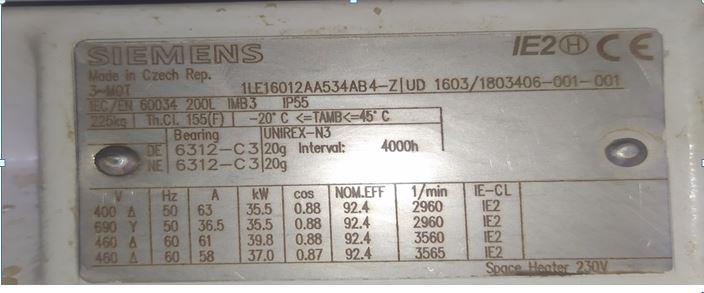 SIEMENS IE2 H CE
Made in Czech Rep.
3~MOT 1LE16012AA534AB4-Z UD 1603/1803406-001-001
IEC/EN 60034 200L IMB3 IP55
225kg Th.Cl. 155(F) -20°C <=TAMB<=45°C
Bearing UNIREX-N3
DE 6312-C3 20g Interval: 4000h
NE 6312-C3 20g
V Hz A kW cos NOM.EFF 1/min IE-CL
400 Δ 50 63 35.5 0.88 92.4 2960 IE2
690 Y 50 36.5 35.5 0.88 92.4 2960 IE2
460 Δ 60 61 39.8 0.88 92.4 3560 IE2
460 Δ 60 58 37.0 0.87 92.4 3565 IE2
Space Heater 230V